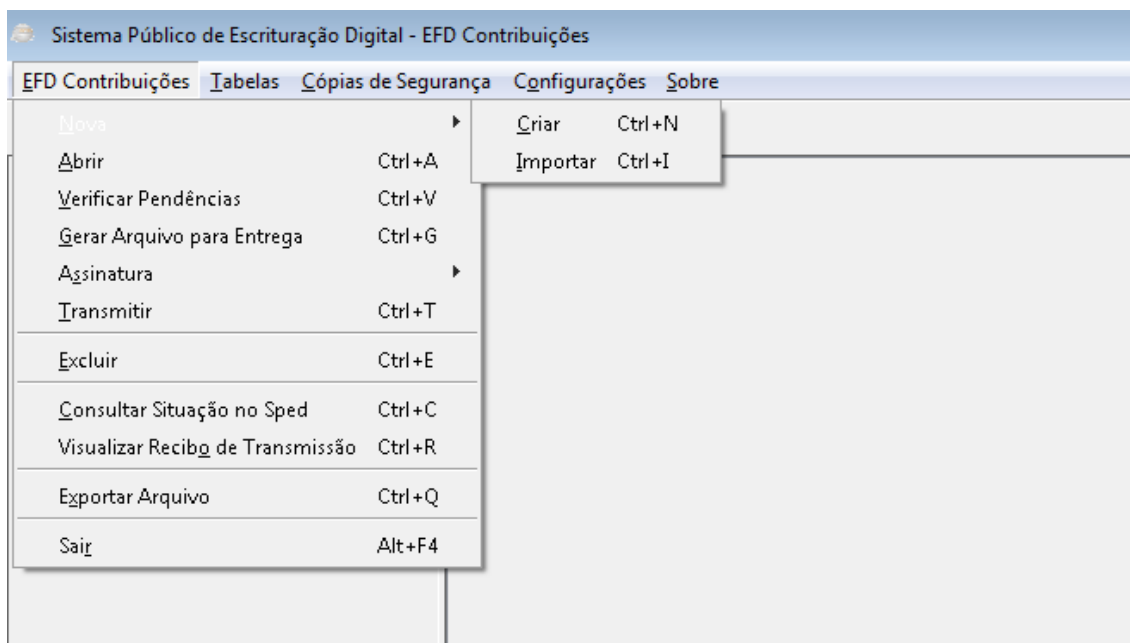 Sistema Público de Escrituração Digital - EFD Contribuições
EFD Contribuições Tabelas Cópias de Segurança Configurações Sobre
Nova
Criar Ctrl+N
Abrir Ctrl+A
Importar Ctrl+I
Verificar Pendências Ctrl+V
Gerar Arquivo para Entrega Ctrl+G
Assinatura
Transmitir Ctrl+T
Excluir Ctrl+E
Consultar Situação no Sped Ctrl+C
Visualizar Recibo de Transmissão Ctrl+R
Exportar Arquivo Ctrl+Q
Sair Alt+F4